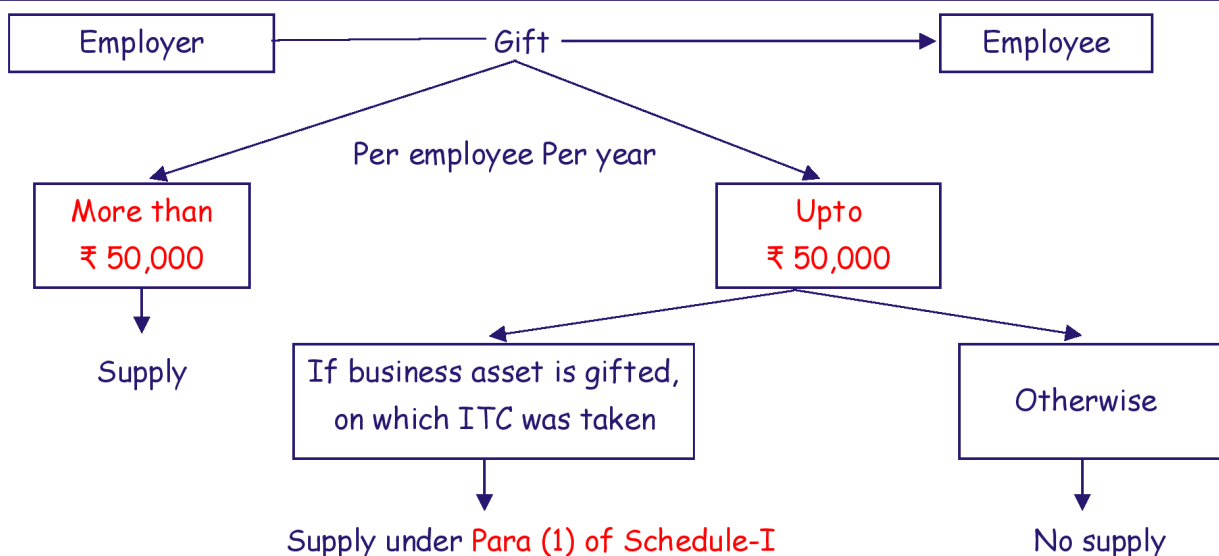 Employer
Gift
Employee
Per employee Per year
More than
₹ 50,000
Upto
₹ 50,000
Supply
If business asset is gifted,
on which ITC was taken
Otherwise
Supply under Para (1) of Schedule-I
No supply